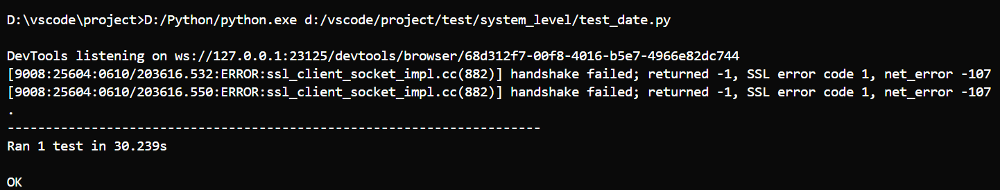 D:\vscode\project>D:/Python/python.exe d:/vscode/project/test/system_level/test_date.py
DevTools listening on ws://127.0.0.1:23125/devtools/browser/68d312f7-00f8-4016-b5e7-4966e82dc744
[9008:25604:0610/203616.532:ERROR:ssl_client_socket_impl.cc(882)] handshake failed; returned -1, SSL error code 1, net_error -107
[9008:25604:0610/203616.550:ERROR:ssl_client_socket_impl.cc(882)] handshake failed; returned -1, SSL error code 1, net_error -107
.
----------------------------------------------------------------------
Ran 1 test in 30.239s
OK